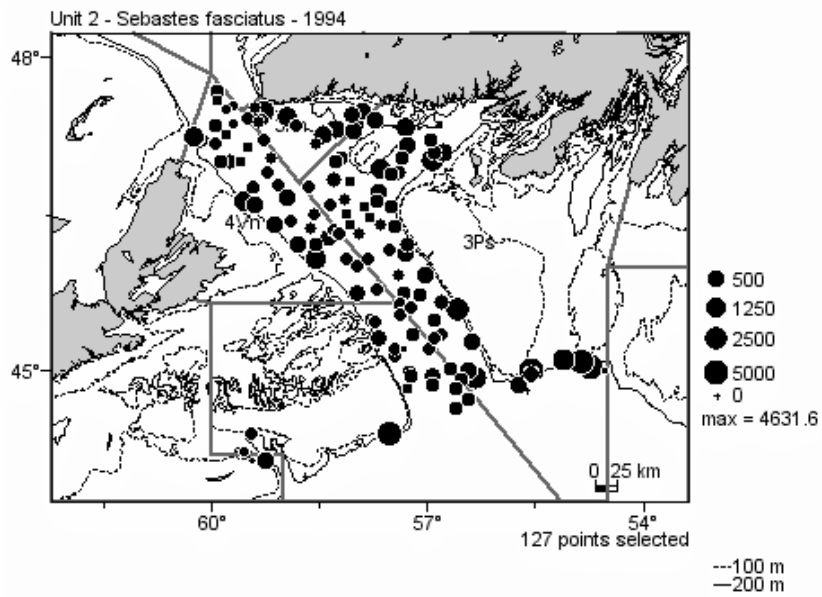 Unit 2 - Sebastes fasciatus - 1994
48°
4Vn
3Ps
500
1250
2500
5000
0
max = 4631.6
45°
0 25 km
60° 57° 54°
127 points selected
---100 m
—200 m